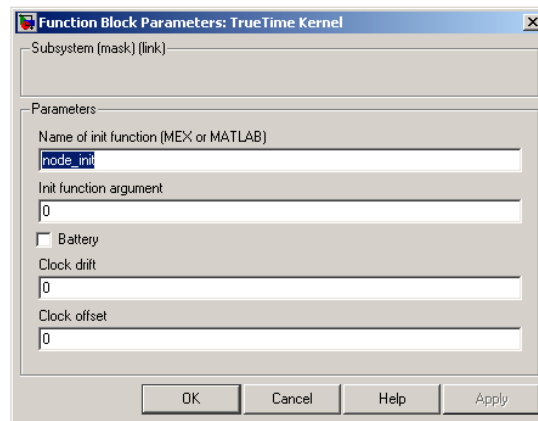 Function Block Parameters: TrueTime Kernel
Subsystem (mask) (link)
Parameters
Name of init function (MEX or MATLAB)
node_init
Init function argument
0
Battery
Clock drift
0
Clock offset
0
OK Cancel Help Apply